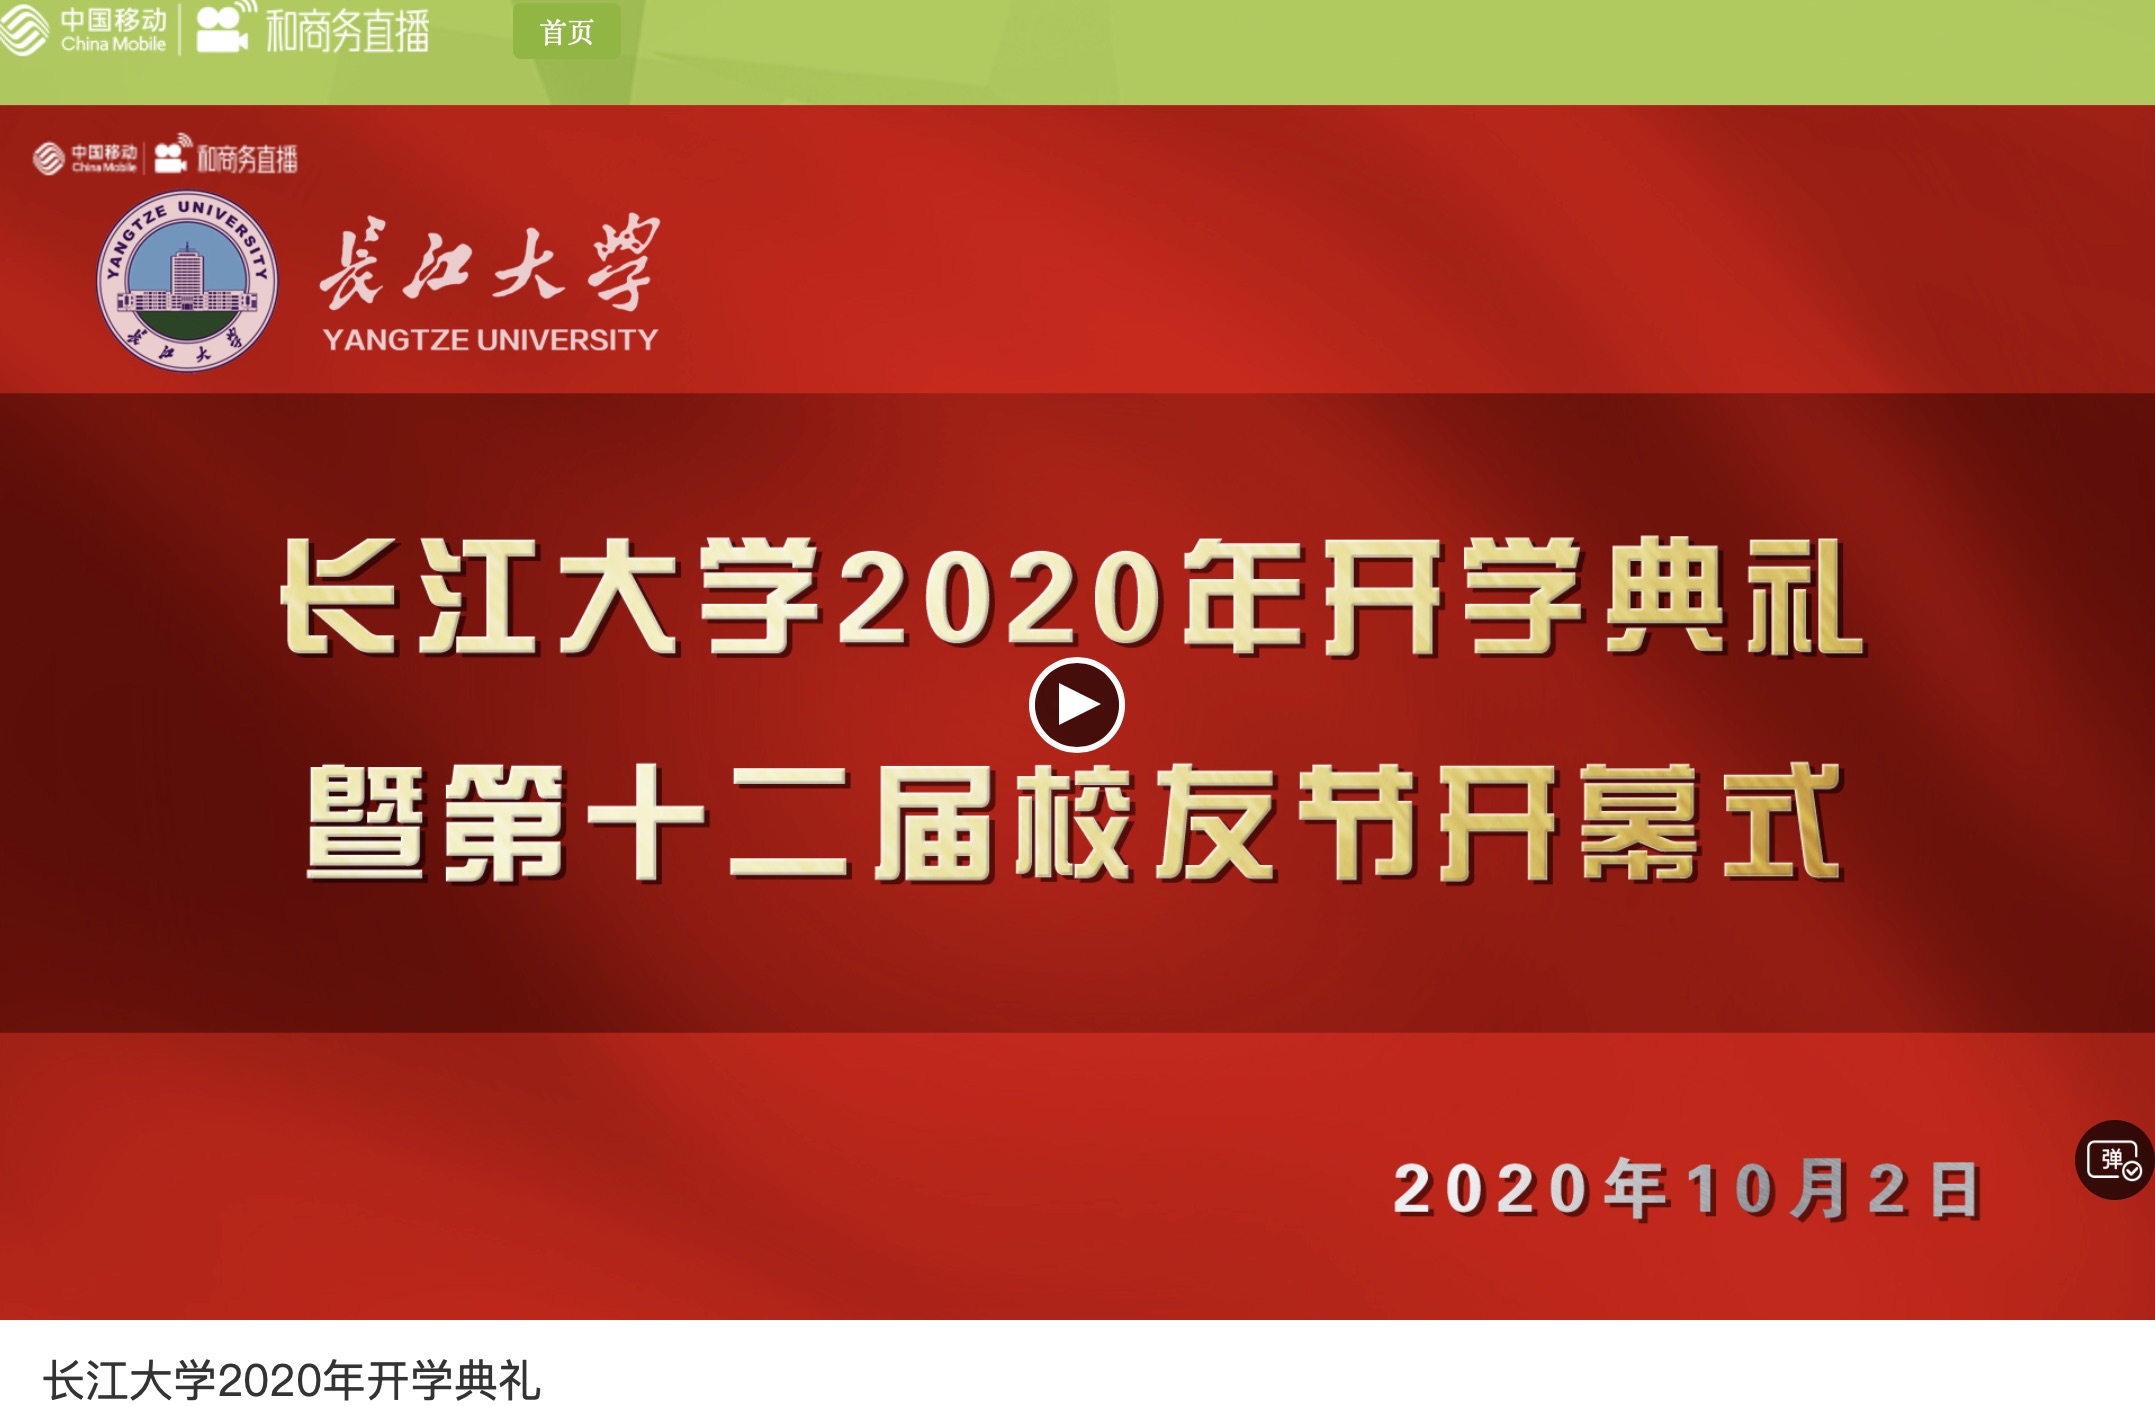 中国移动
China Mobile
和商务直播
首页
中国移动
China Mobile
和商务直播
YANGTZE UNIVERSITY
长江大学
長江大學
YANGTZE UNIVERSITY
长江大学2020年开学典礼
暨第十二届校友节开幕式
2020年10月2日
弹
长江大学2020年开学典礼